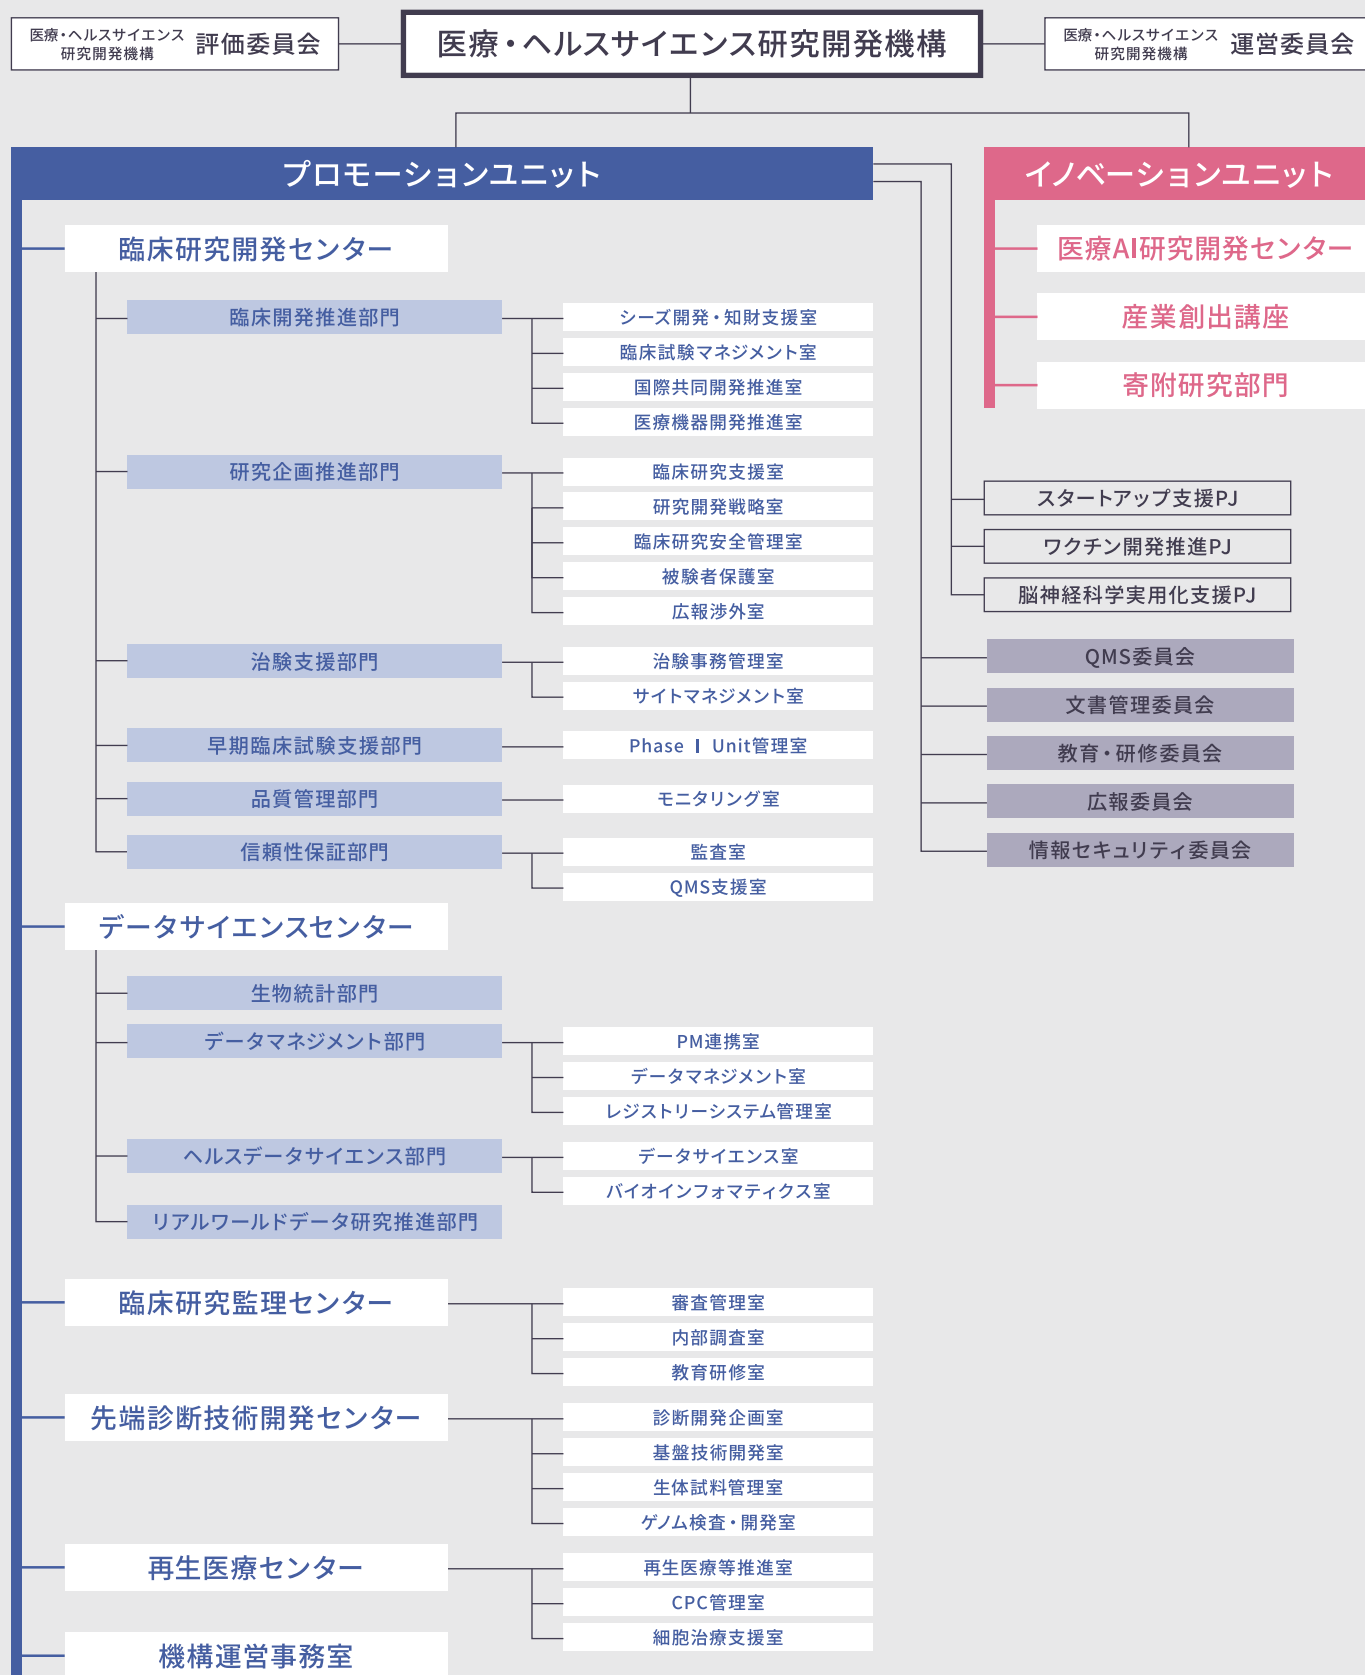 医療・ヘルスサイエンス
研究開発機構
評価委員会
医療・ヘルスサイエンス研究開発機構
医療・ヘルスサイエンス
研究開発機構
運営委員会
プロモーションユニット
臨床研究開発センター
臨床開発推進部門
シーズ開発・知財支援室
臨床試験マネジメント室
国際共同開発推進室
医療機器開発推進室
研究企画推進部門
臨床研究支援室
研究開発戦略室
臨床研究安全管理室
被験者保護室
広報渉外室
治験支援部門
治験事務管理室
サイトマネジメント室
早期臨床試験支援部門
Phase Ⅰ Unit管理室
品質管理部門
モニタリング室
信頼性保証部門
監査室
QMS支援室
データサイエンスセンター
生物統計部門
データマネジメント部門
PM連携室
データマネジメント室
レジストリーシステム管理室
ヘルスデータサイエンス部門
データサイエンス室
バイオインフォマティクス室
リアルワールドデータ研究推進部門
臨床研究監理センター
審査管理室
内部調査室
教育研修室
先端診断技術開発センター
診断開発企画室
基盤技術開発室
生体試料管理室
ゲノム検査・開発室
再生医療センター
再生医療等推進室
CPC管理室
細胞治療支援室
機構運営事務室
イノベーションユニット
医療AI研究開発センター
産業創出講座
寄附研究部門
スタートアップ支援PJ
ワクチン開発推進PJ
脳神経科学実用化支援PJ
QMS委員会
文書管理委員会
教育・研修委員会
広報委員会
情報セキュリティ委員会